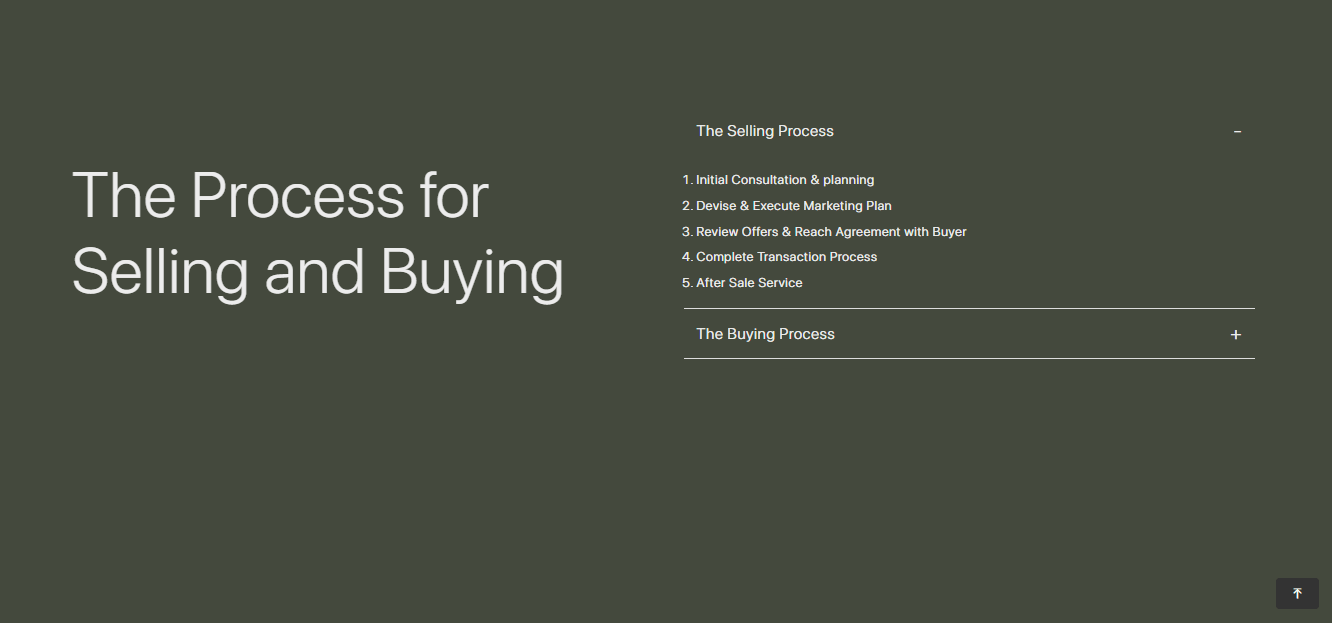 The Process for
Selling and Buying
The Selling Process
1. Initial Consultation & planning
2. Devise & Execute Marketing Plan
3. Review Offers & Reach Agreement with Buyer
4. Complete Transaction Process
5. After Sale Service
The Buying Process